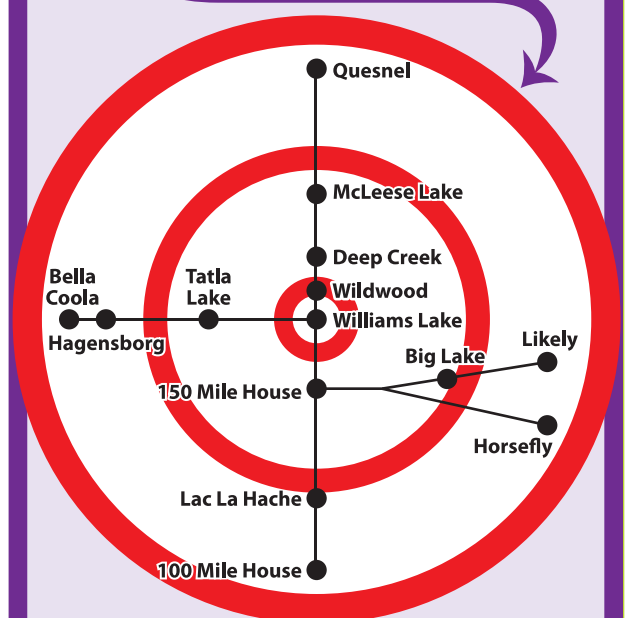 Quesnel
McLeese Lake
Deep Creek
Wildwood
Williams Lake
Bella
Coola
Tatla
Lake
Hagensborg
Big Lake
Likely
150 Mile House
Horsefly
Lac La Hache
100 Mile House